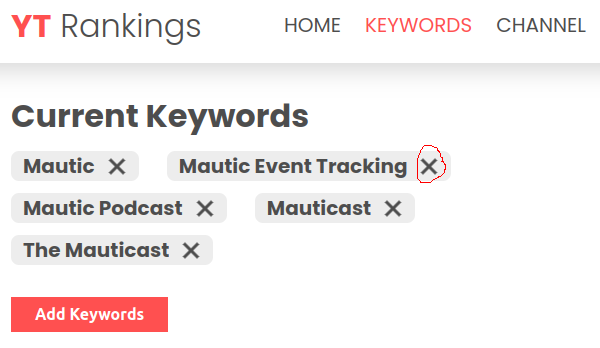 YT Rankings HOME KEYWORDS CHANNEL
Current Keywords
Mautic Mautic Event Tracking
Mautic Podcast Mauticast
The Mauticast
Add Keywords